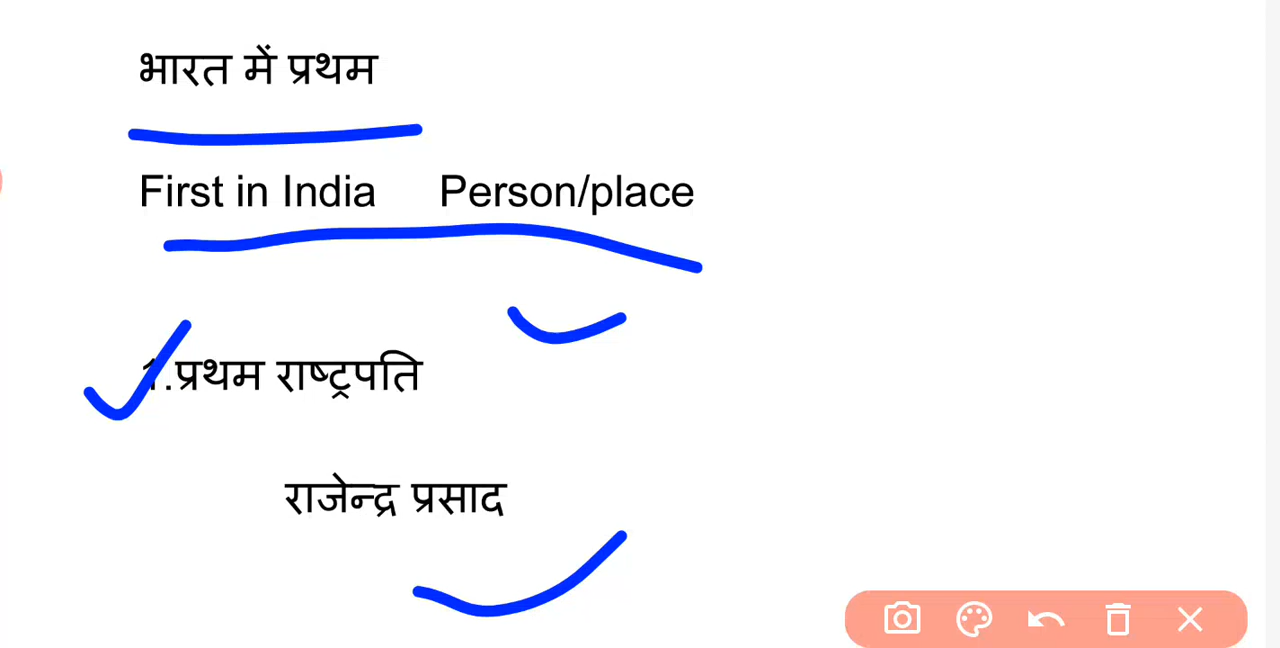 भारत में प्रथम
First in India Person/place
1.प्रथम राष्ट्रपति
राजेन्द्र प्रसाद